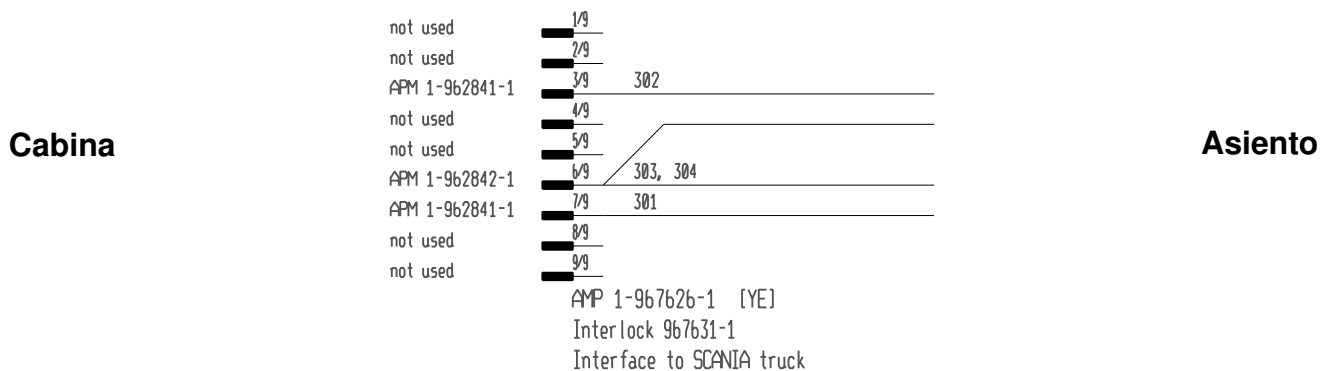 not used 1/9
not used 2/9
APM 1-962841-1 3/9 302
not used 4/9
Cabina
Asiento
not used 5/9
APM 1-962842-1 6/9 303, 304
APM 1-962841-1 7/9 301
not used 8/9
not used 9/9
AMP 1-967626-1 [YE]
Interlock 967631-1
Interface to SCANIA truck